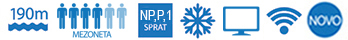 190m
MEZONETA
NP,P,1
SPRAT
NOVO